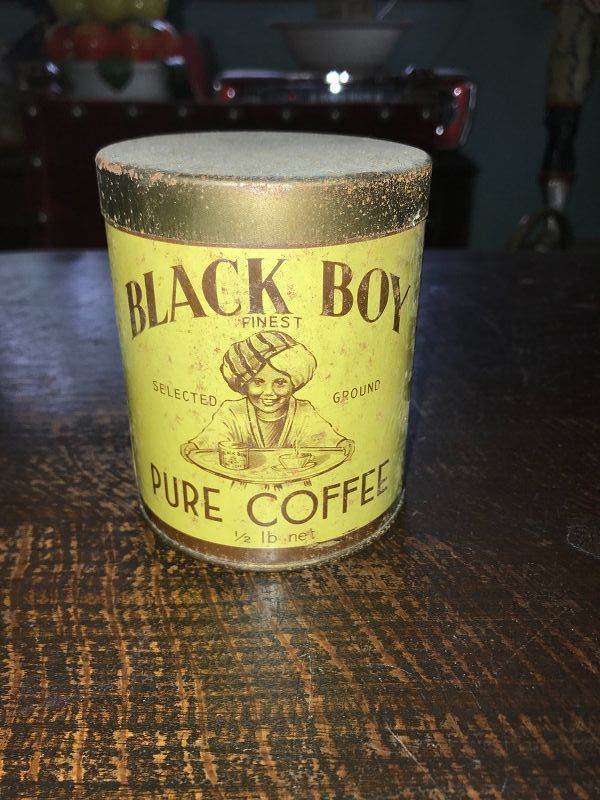 BLACK BOY
FINEST
SELECTED GROUND
PURE COFFEE
½ lb net